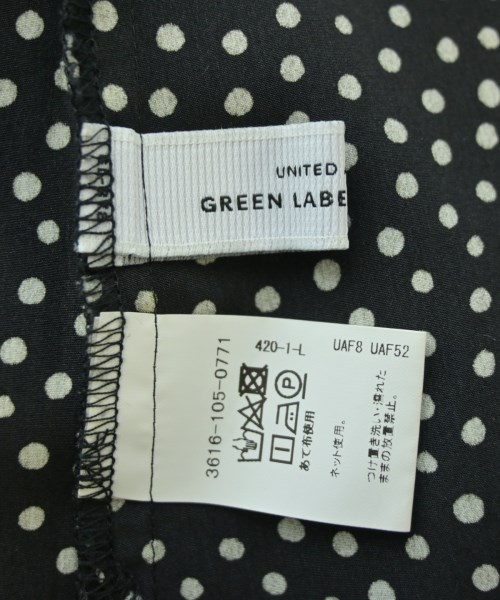 UNITED
GREEN LABE
3616-105-0771
420-I-L
UAF8 UAF52
あて布使用
ネット使用。
つけ置き洗い・濡れた
ままの放置禁止。